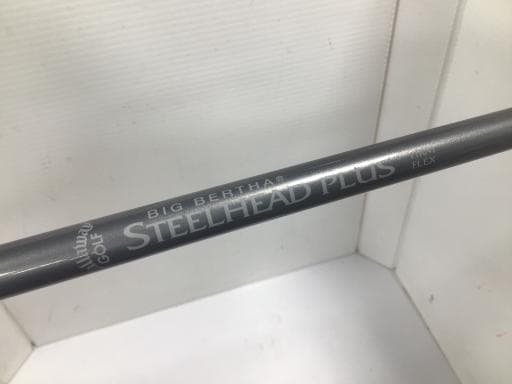 BIG BERTHA®
STEELHEAD PLUS
FLEX
GOLF